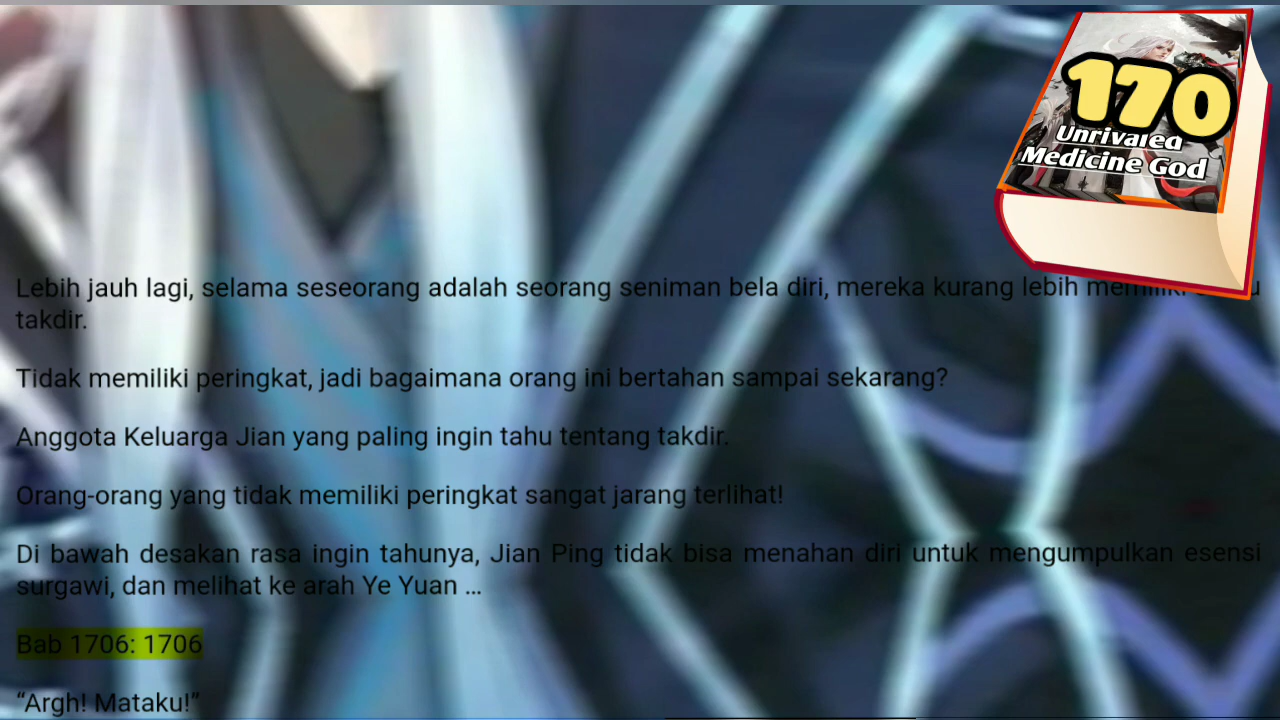 170
Unrivaled
Medicine God
Lebih jauh lagi, selama seseorang adalah seorang seniman bela diri, mereka kurang lebih memiliki
takdir.
Tidak memiliki peringkat, jadi bagaimana orang ini bertahan sampai sekarang?
Anggota Keluarga Jian yang paling ingin tahu tentang takdir.
Orang-orang yang tidak memiliki peringkat sangat jarang terlihat!
Di bawah desakan rasa ingin tahunya, Jian Ping tidak bisa menahan diri untuk mengumpulkan esensi
surgawi, dan melihat ke arah Ye Yuan ...
Bab 1706: 1706
“Argh! Mataku!”